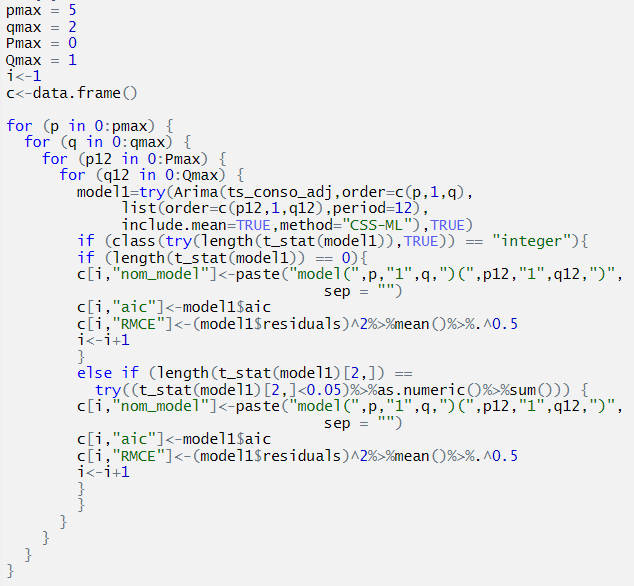 pmax = 5
qmax = 2
Pmax = 0
Qmax = 1
i<-1
c<-data.frame()

for (p in 0:pmax) {
  for (q in 0:qmax) {
    for (p12 in 0:Pmax) {
      for (q12 in 0:Qmax) {
        model1=try(Arima(ts_conso_adj,order=c(p,1,q),
             list(order=c(p12,1,q12),period=12),
             include.mean=TRUE,method="CSS-ML"),TRUE)
        if (class(try(length(t_stat(model1)),TRUE)) == "integer"){
        if (length(t_stat(model1)) == 0){
        c[i,"nom_model"]<-paste("model(",p,"1",q,")(",p12,"1",q12,")",
                                    sep = "")
        c[i,"aic"]<-model1$aic
        c[i,"RMCE"]<-(model1$residuals)^2%>%mean()%>%.^0.5
        i<-i+1
        }
        else if (length(t_stat(model1)[2,]) ==
          try((t_stat(model1)[2,]<0.05)%>%as.numeric()%>%sum())) {
        c[i,"nom_model"]<-paste("model(",p,"1",q,")(",p12,"1",q12,")",
                                    sep = "")
        c[i,"aic"]<-model1$aic
        c[i,"RMCE"]<-(model1$residuals)^2%>%mean()%>%.^0.5
        i<-i+1
        }
        }
      }
    }
  }
}